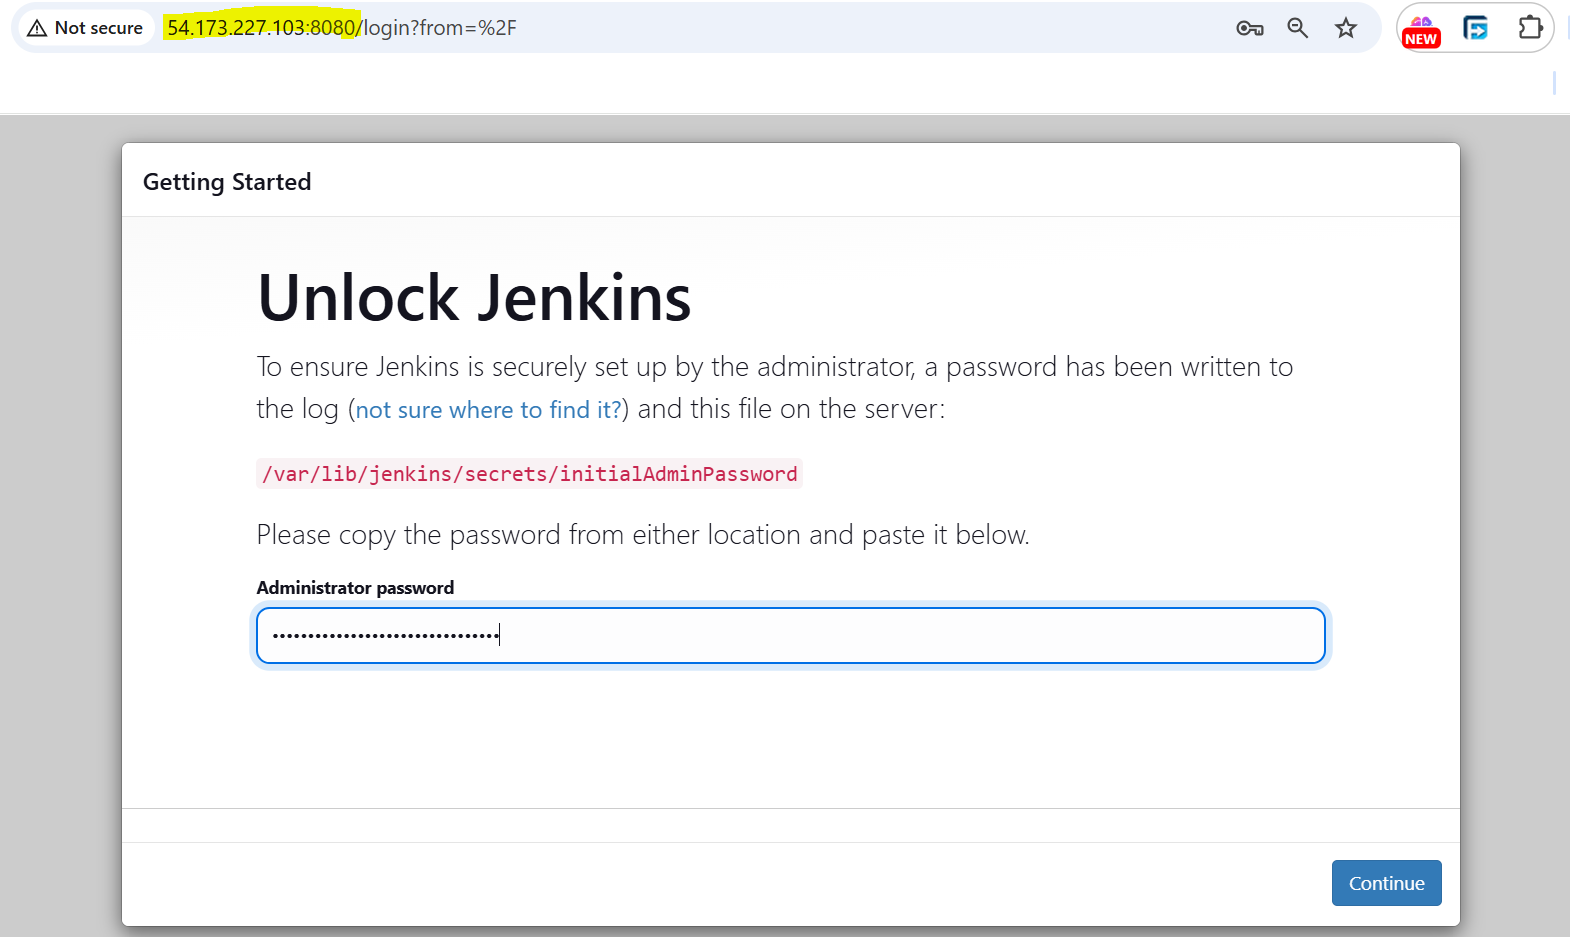 Not secure 54.173.227.103:8080/login?from=%2F
NEW
Getting Started
Unlock Jenkins
To ensure Jenkins is securely set up by the administrator, a password has been written to
the log (not sure where to find it?) and this file on the server:
/var/lib/jenkins/secrets/initialAdminPassword
Please copy the password from either location and paste it below.
Administrator password
Continue